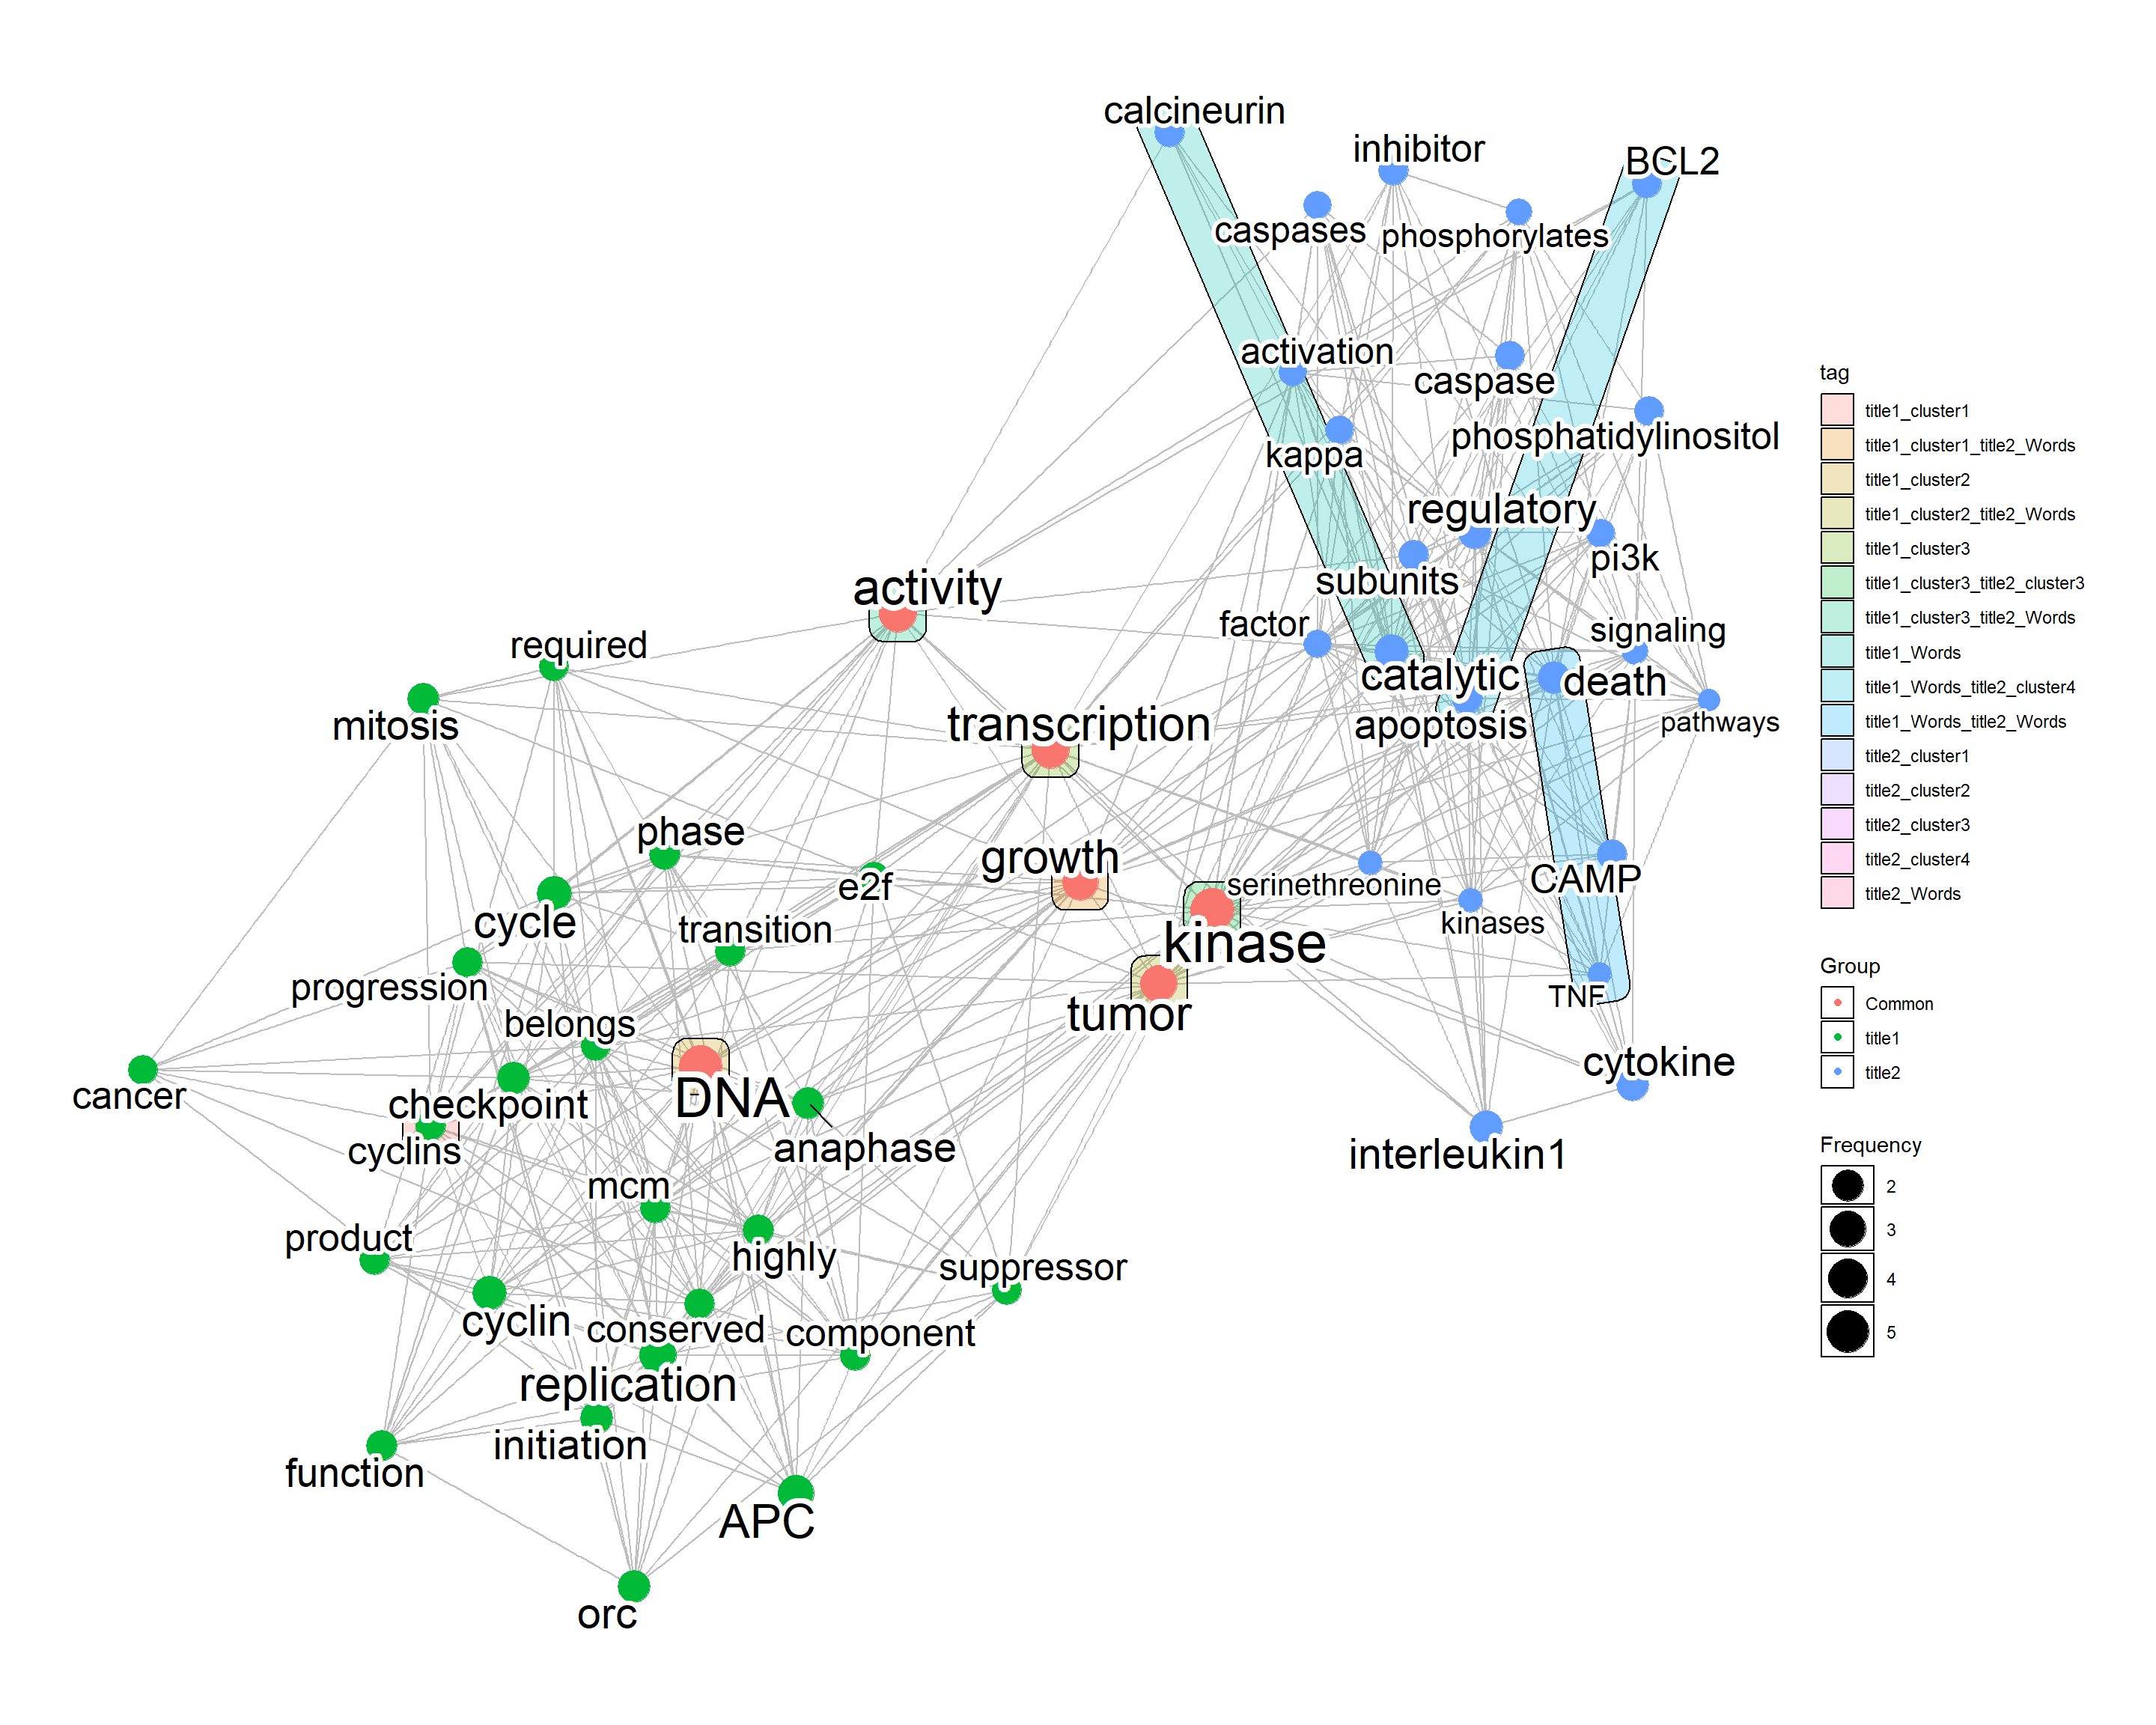 calcineurin
inhibitor
BCL2
caspases
phosphorylates
activation
caspase
kappa
phosphatidylinositol
regulatory
pi3k
subunits
activity
factor
signaling
required
catalytic
death
mitosis
transcription
apoptosis
pathways
phase
growth
e2f
serinethreonine
CAMP
cycle
transition
kinase
kinases
progression
tumor
TNF
belongs
cytokine
cancer
checkpoint
DNA
cyclins
anaphase
interleukin1
mcm
product
highly
suppressor
cyclin
conserved
component
replication
initiation
function
APC
orc
tag
title1_cluster1
title1_cluster1_title2_Words
title1_cluster2
title1_cluster2_title2_Words
title1_cluster3
title1_cluster3_title2_cluster3
title1_cluster3_title2_Words
title1_Words
title1_Words_title2_cluster4
title1_Words_title2_Words
title2_cluster1
title2_cluster2
title2_cluster3
title2_cluster4
title2_Words
Group
Common
title1
title2
Frequency
2
3
4
5